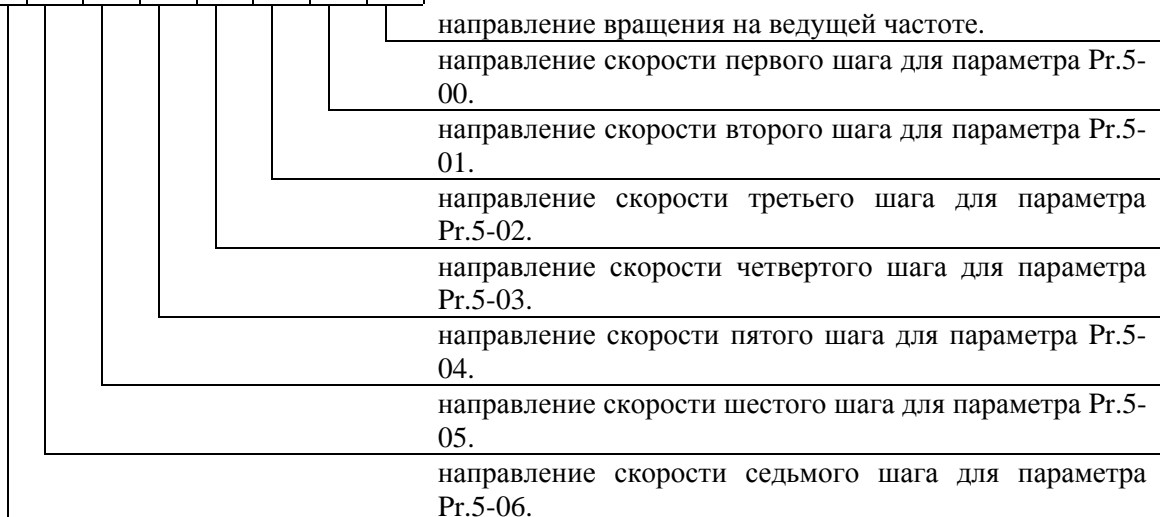 направление вращения на ведущей частоте.
направление скорости первого шага для параметра Pr.5-
00.
направление скорости второго шага для параметра Pr.5-
01.
направление скорости третьего шага для параметра
Pr.5-02.
направление скорости четвертого шага для параметра
Pr.5-03.
направление скорости пятого шага для параметра Pr.5-
04.
направление скорости шестого шага для параметра Pr.5-
05.
направление скорости седьмого шага для параметра
Pr.5-06.